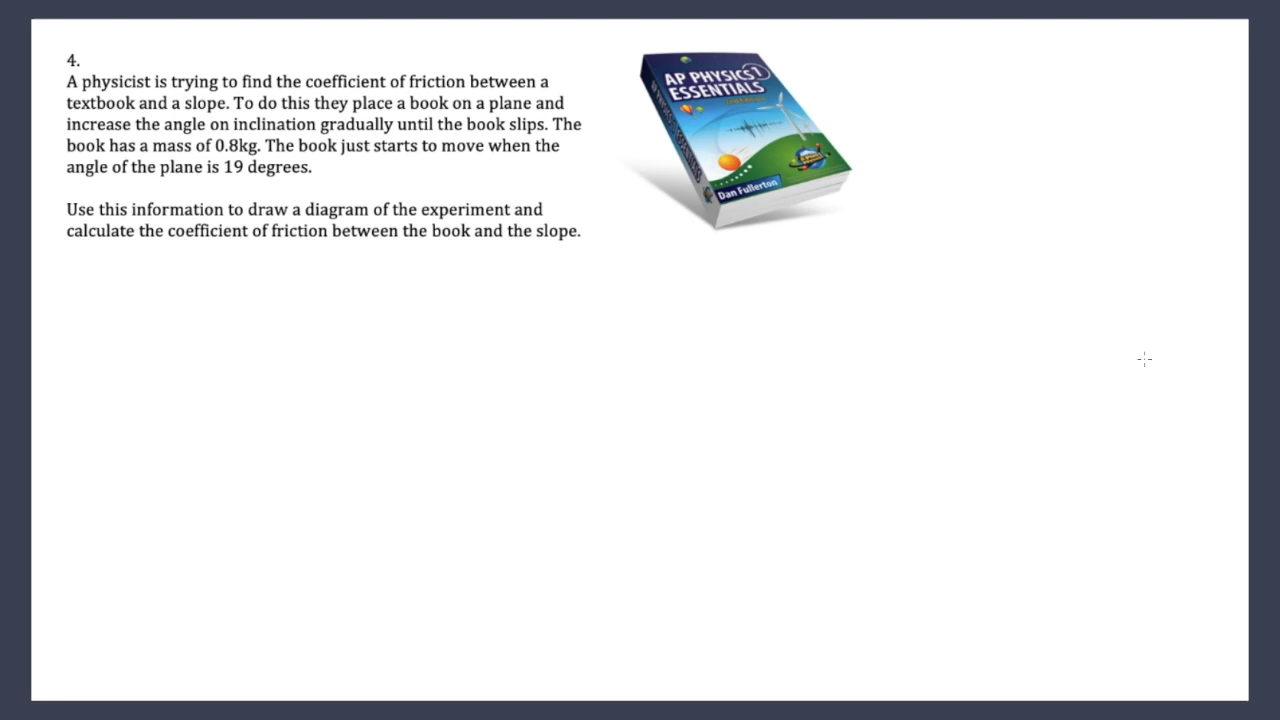 4.
A physicist is trying to find the coefficient of friction between a
textbook and a slope. To do this they place a book on a plane and
increase the angle on inclination gradually until the book slips. The
book has a mass of 0.8kg. The book just starts to move when the
angle of the plane is 19 degrees.
Use this information to draw a diagram of the experiment and
calculate the coefficient of friction between the book and the slope.
AP PHYSICS 1
ESSENTIALS
Dan Fullerton